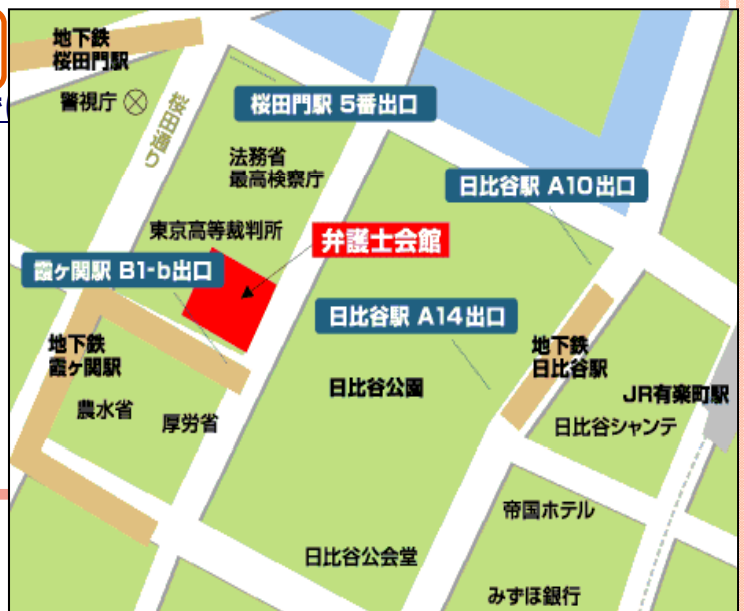 地下鉄
桜田門駅
警視庁
桜田通り
桜田門駅 5番出口
法務省
最高検察庁
日比谷駅 A10出口
東京高等裁判所
弁護士会館
霞ヶ関駅 B1-b出口
日比谷駅 A14出口
地下鉄
霞ヶ関駅
地下鉄
日比谷駅
日比谷公園
JR有楽町駅
農水省
厚労省
日比谷シャンテ
帝国ホテル
日比谷公会堂
みずほ銀行